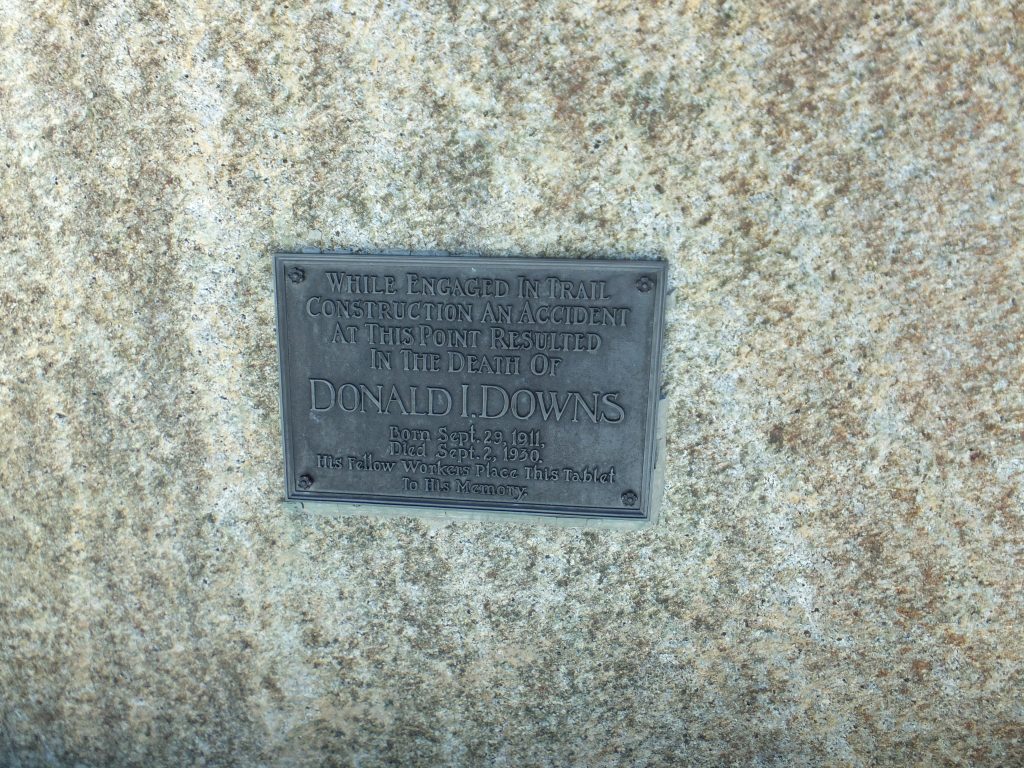 While Engaged In Trail
Construction An Accident
At This Point Resulted
In The Death Of
Donald I. Downs
Born Sept. 29, 1911,
Died Sept. 2, 1930.
His Fellow Workers Place This Tablet
To His Memory.